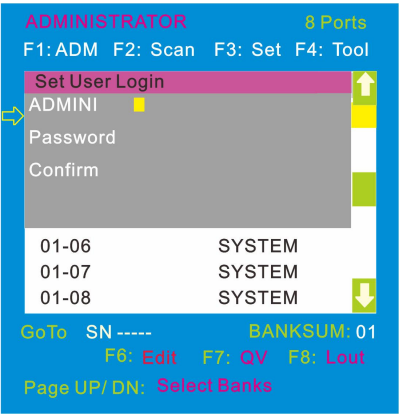 ADMINISTRATOR 8 Ports
F1: ADM F2: Scan F3: Set F4: Tool
Set User Login
ADMINI
Password
Confirm
01-06 SYSTEM
01-07 SYSTEM
01-08 SYSTEM
GoTo SN ----- BANKSUM: 01
F6: Edit F7: QV F8: Lout
Page UP/ DN: Select Banks